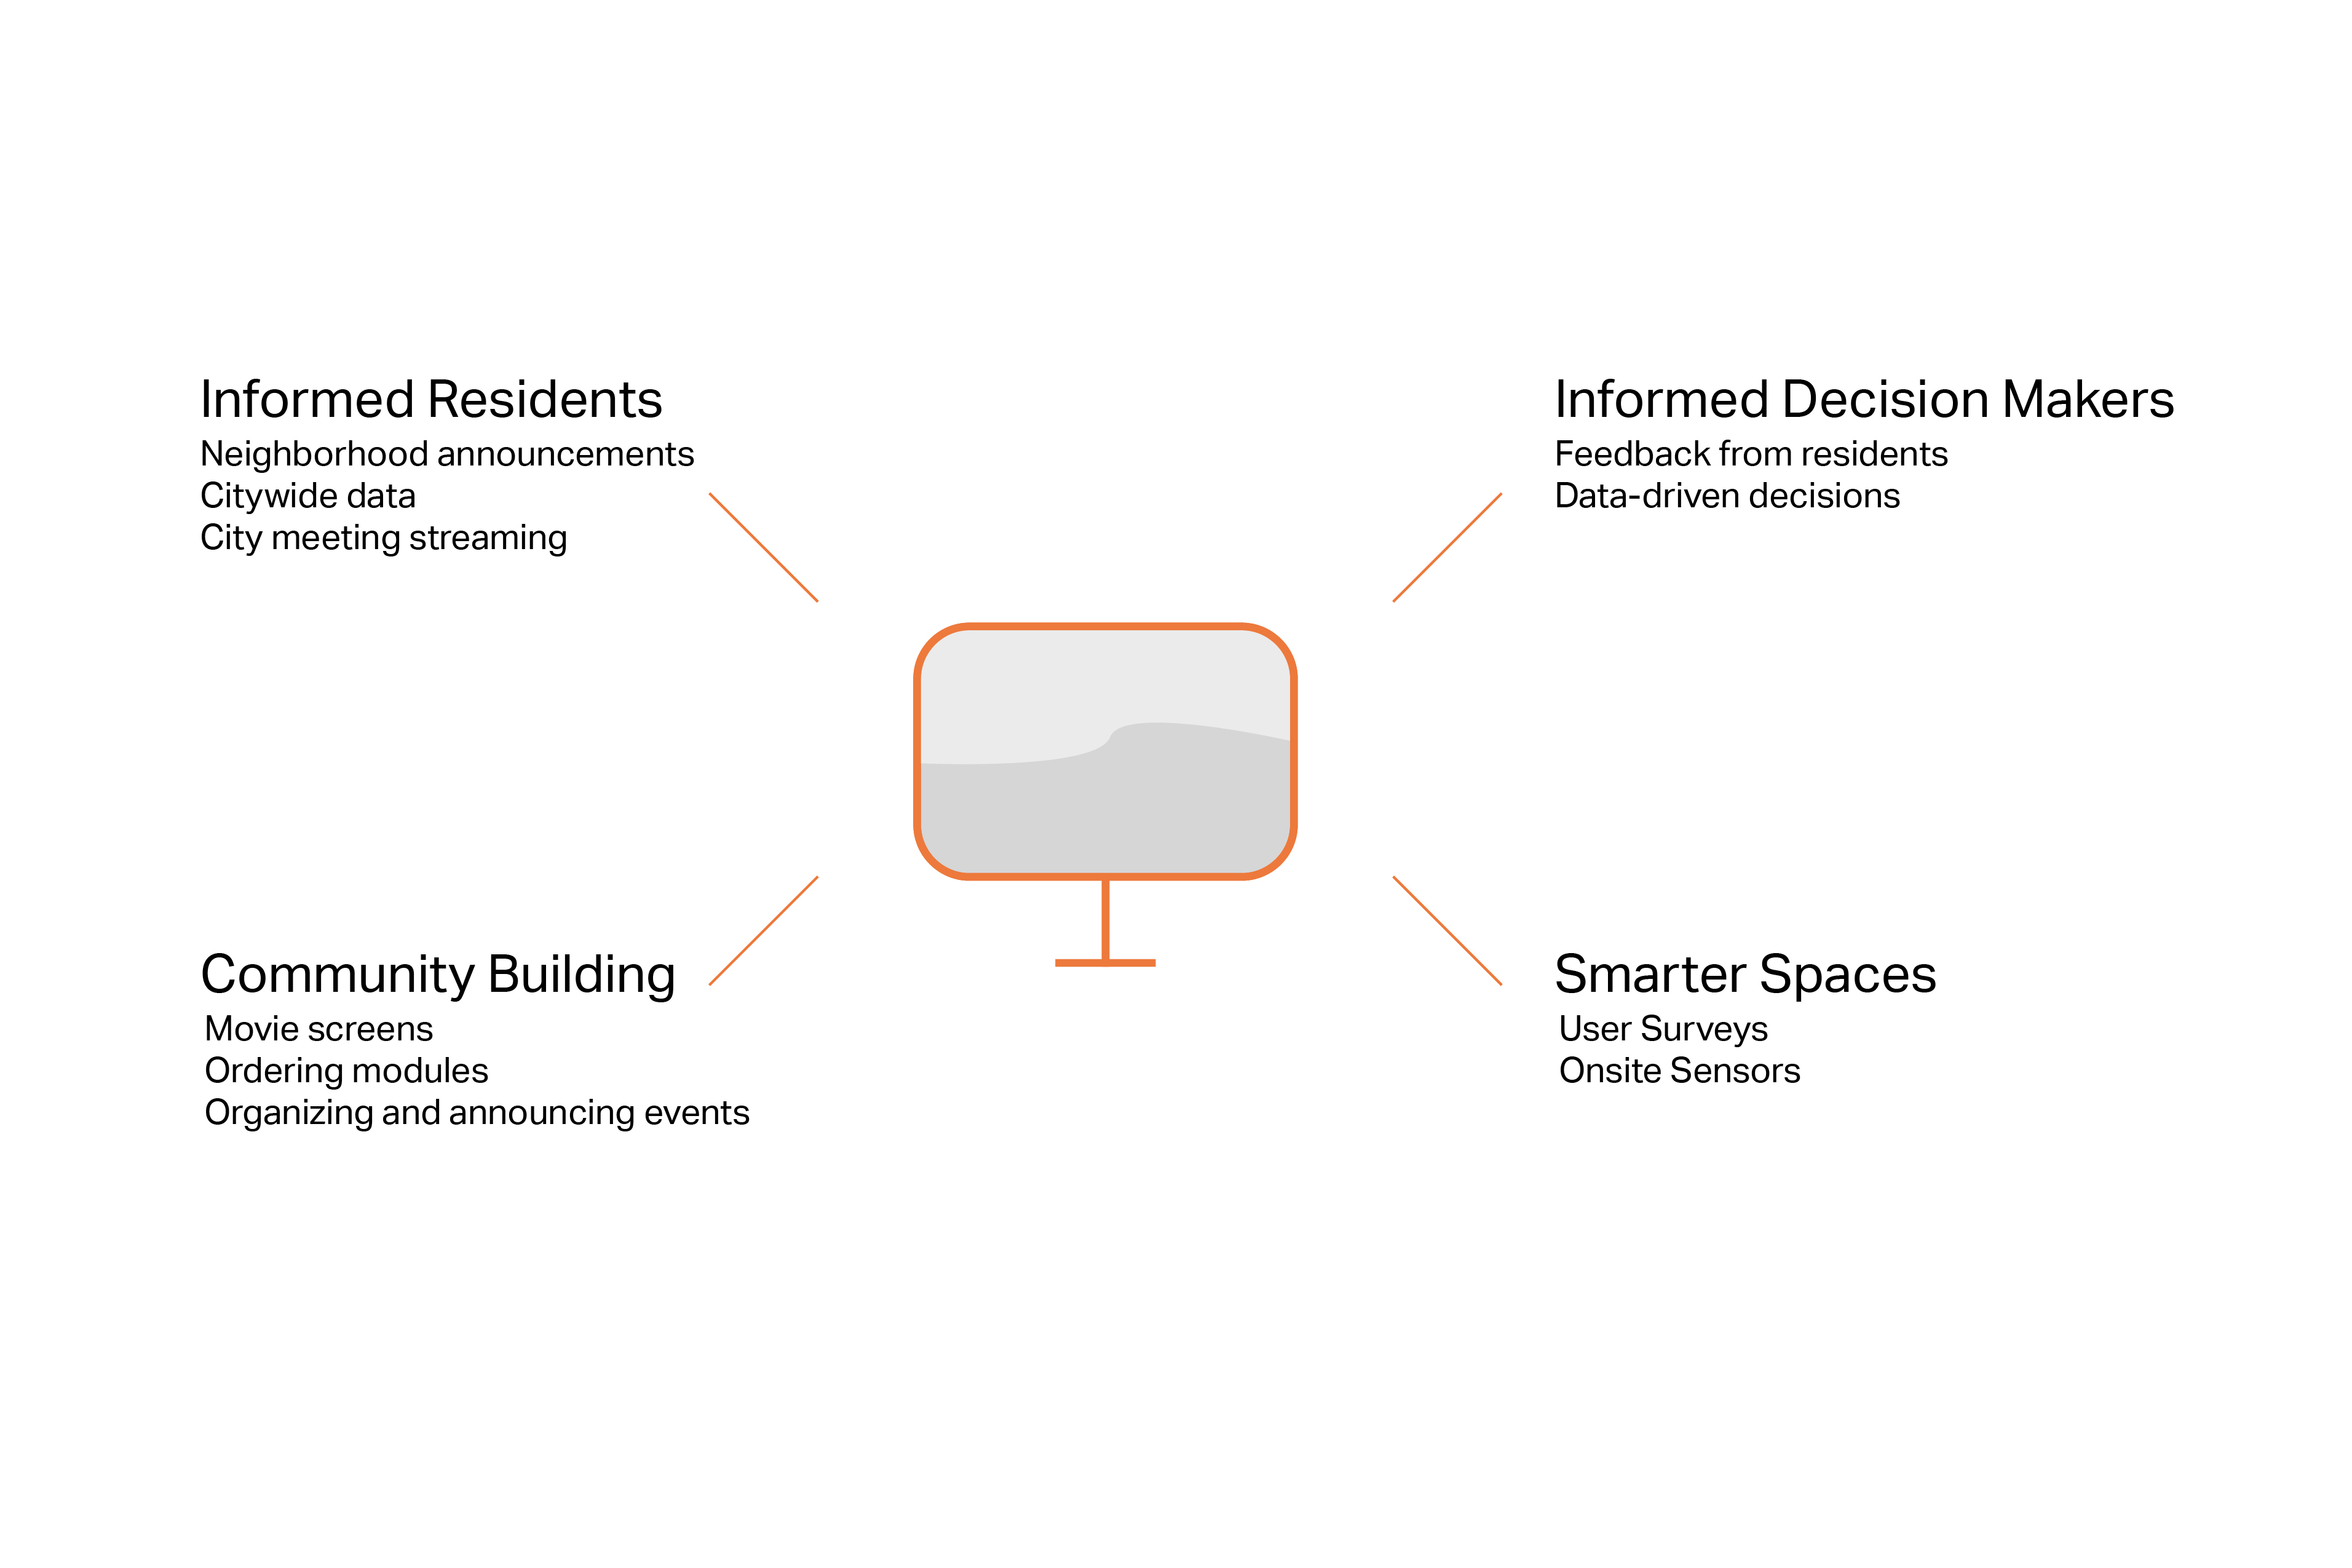 Informed Residents
Neighborhood announcements
Citywide data
City meeting streaming
Informed Decision Makers
Feedback from residents
Data-driven decisions
Community Building
Movie screens
Ordering modules
Organizing and announcing events
Smarter Spaces
User Surveys
Onsite Sensors